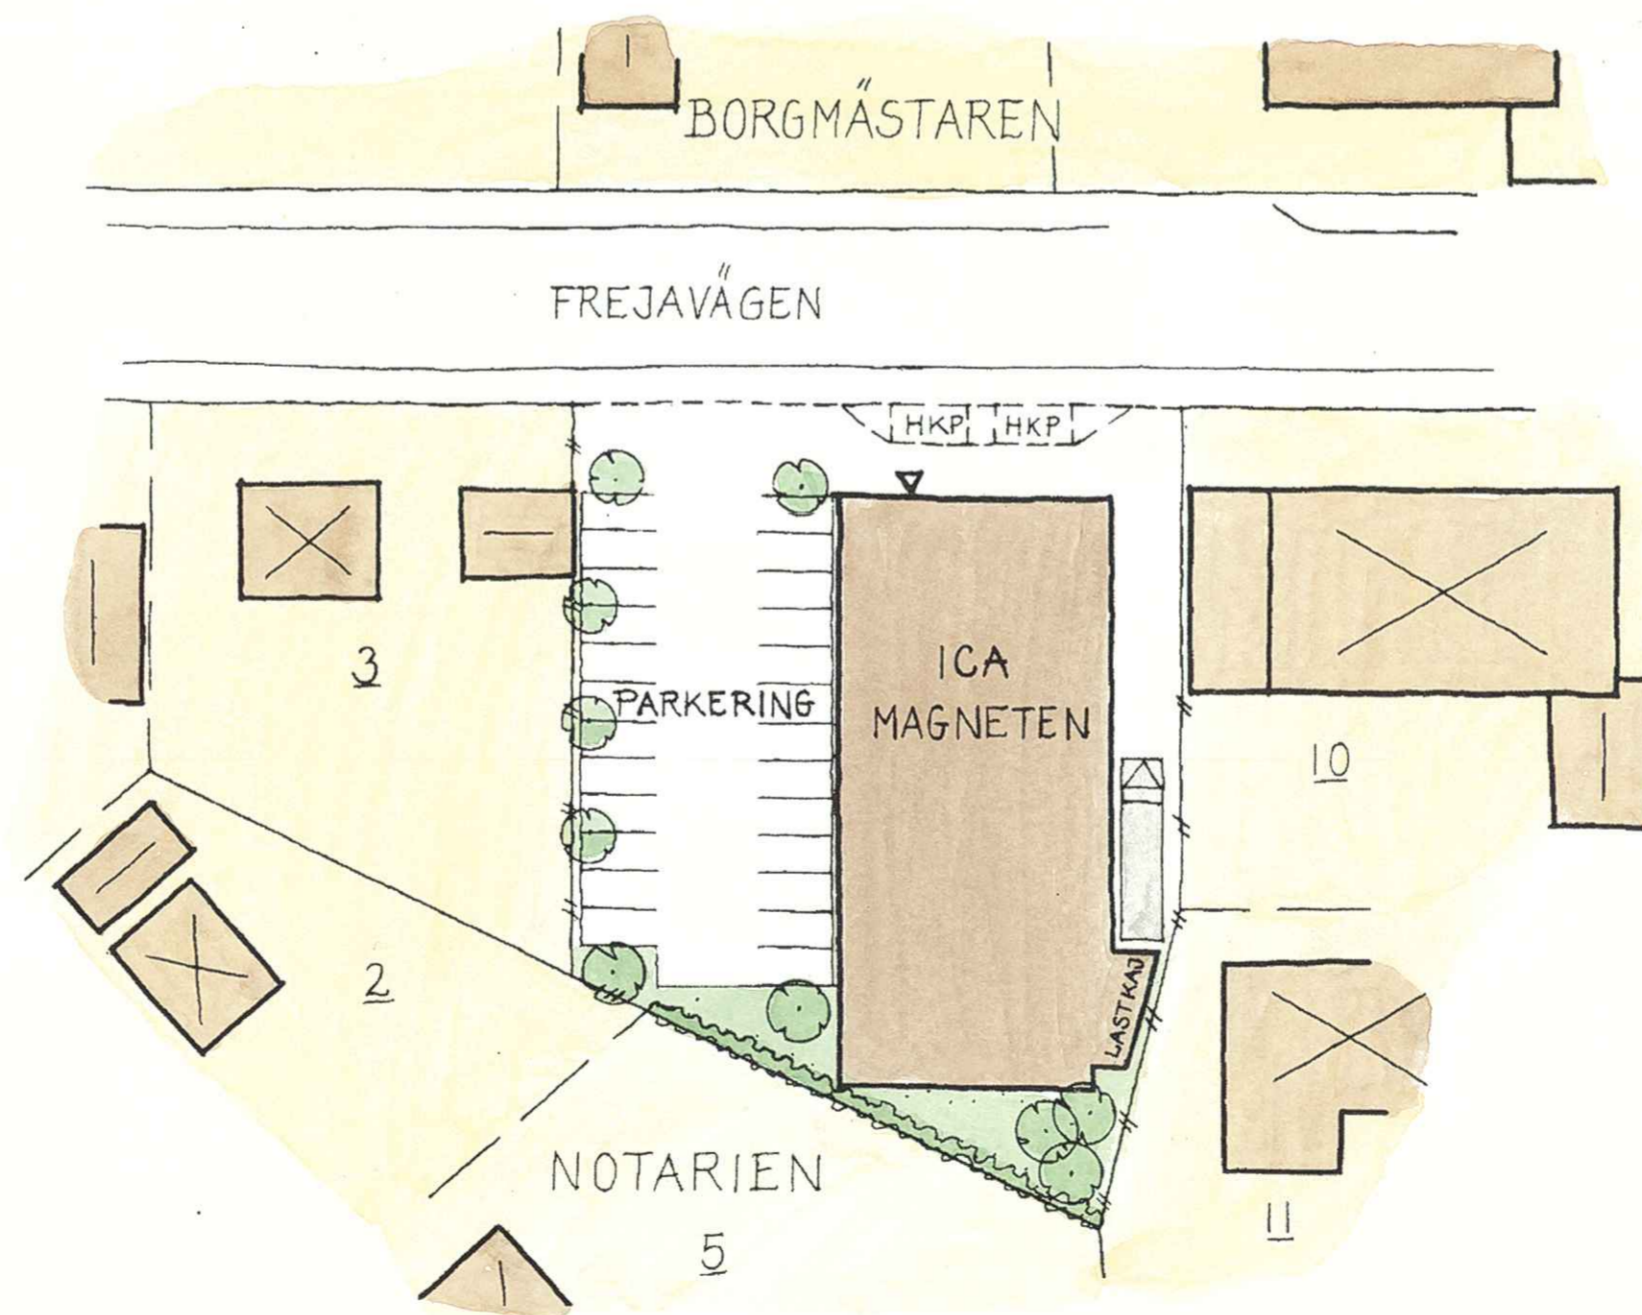 BORGMÄSTAREN
FREJAVÄGEN
HKP HKP
3
PARKERING
ICA
MAGNETEN
10
2
LASTKAJ
NOTARIEN
5
11